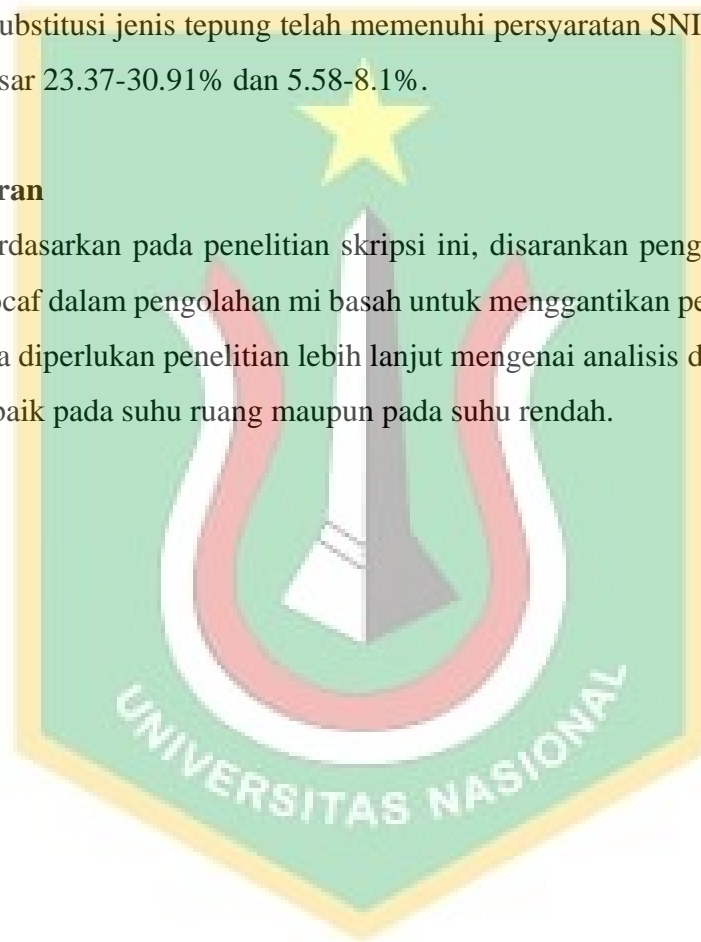 ubstitusi jenis tepung telah memenuhi persyaratan SNI
sar 23.37-30.91% dan 5.58-8.1%.
ran
rdasarkan pada penelitian skripsi ini, disarankan peng
ocaf dalam pengolahan mi basah untuk menggantikan pe
a diperlukan penelitian lebih lanjut mengenai analisis d
baik pada suhu ruang maupun pada suhu rendah.
UNIVERSITAS NASIONAL